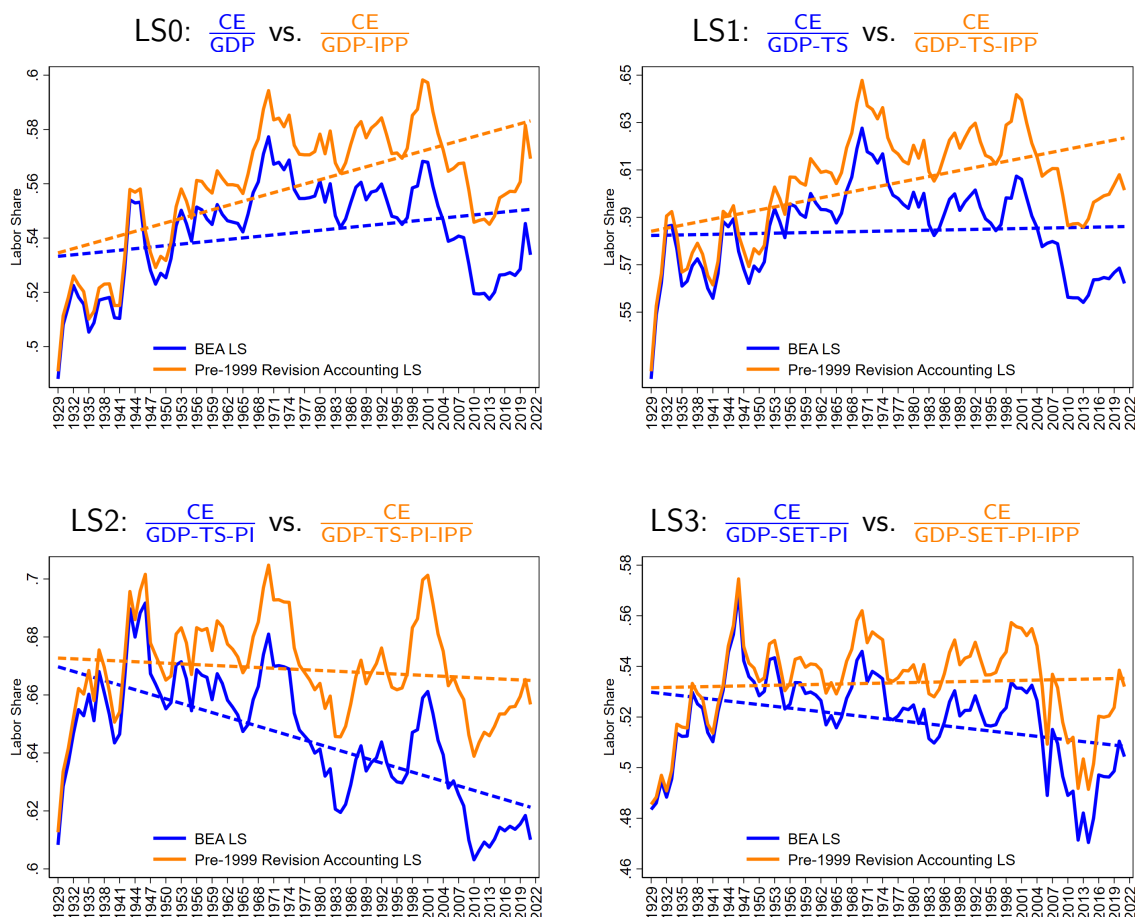 LS0: CE/GDP vs. CE/GDP-IPP
Labor Share
.6
.58
.56
.54
.52
.5
BEA LS
Pre-1999 Revision Accounting LS
1929 1932 1935 1938 1941 1944 1947 1950 1953 1956 1959 1962 1965 1968 1971 1974 1977 1980 1983 1986 1989 1992 1995 1998 2001 2004 2007 2010 2013 2016 2019 2022
LS1: CE/GDP-TS vs. CE/GDP-TS-IPP
Labor Share
.65
.63
.61
.59
.57
.55
BEA LS
Pre-1999 Revision Accounting LS
1929 1932 1935 1938 1941 1944 1947 1950 1953 1956 1959 1962 1965 1968 1971 1974 1977 1980 1983 1986 1989 1992 1995 1998 2001 2004 2007 2010 2013 2016 2019 2022
LS2: CE/GDP-TS-PI vs. CE/GDP-TS-PI-IPP
Labor Share
.7
.68
.66
.64
.62
.6
BEA LS
Pre-1999 Revision Accounting LS
1929 1932 1935 1938 1941 1944 1947 1950 1953 1956 1959 1962 1965 1968 1971 1974 1977 1980 1983 1986 1989 1992 1995 1998 2001 2004 2007 2010 2013 2016 2019 2022
LS3: CE/GDP-SET-PI vs. CE/GDP-SET-PI-IPP
Labor Share
.58
.56
.54
.52
.5
.48
.46
BEA LS
Pre-1999 Revision Accounting LS
1929 1932 1935 1938 1941 1944 1947 1950 1953 1956 1959 1962 1965 1968 1971 1974 1977 1980 1983 1986 1989 1992 1995 1998 2001 2004 2007 2010 2013 2016 2019 2022